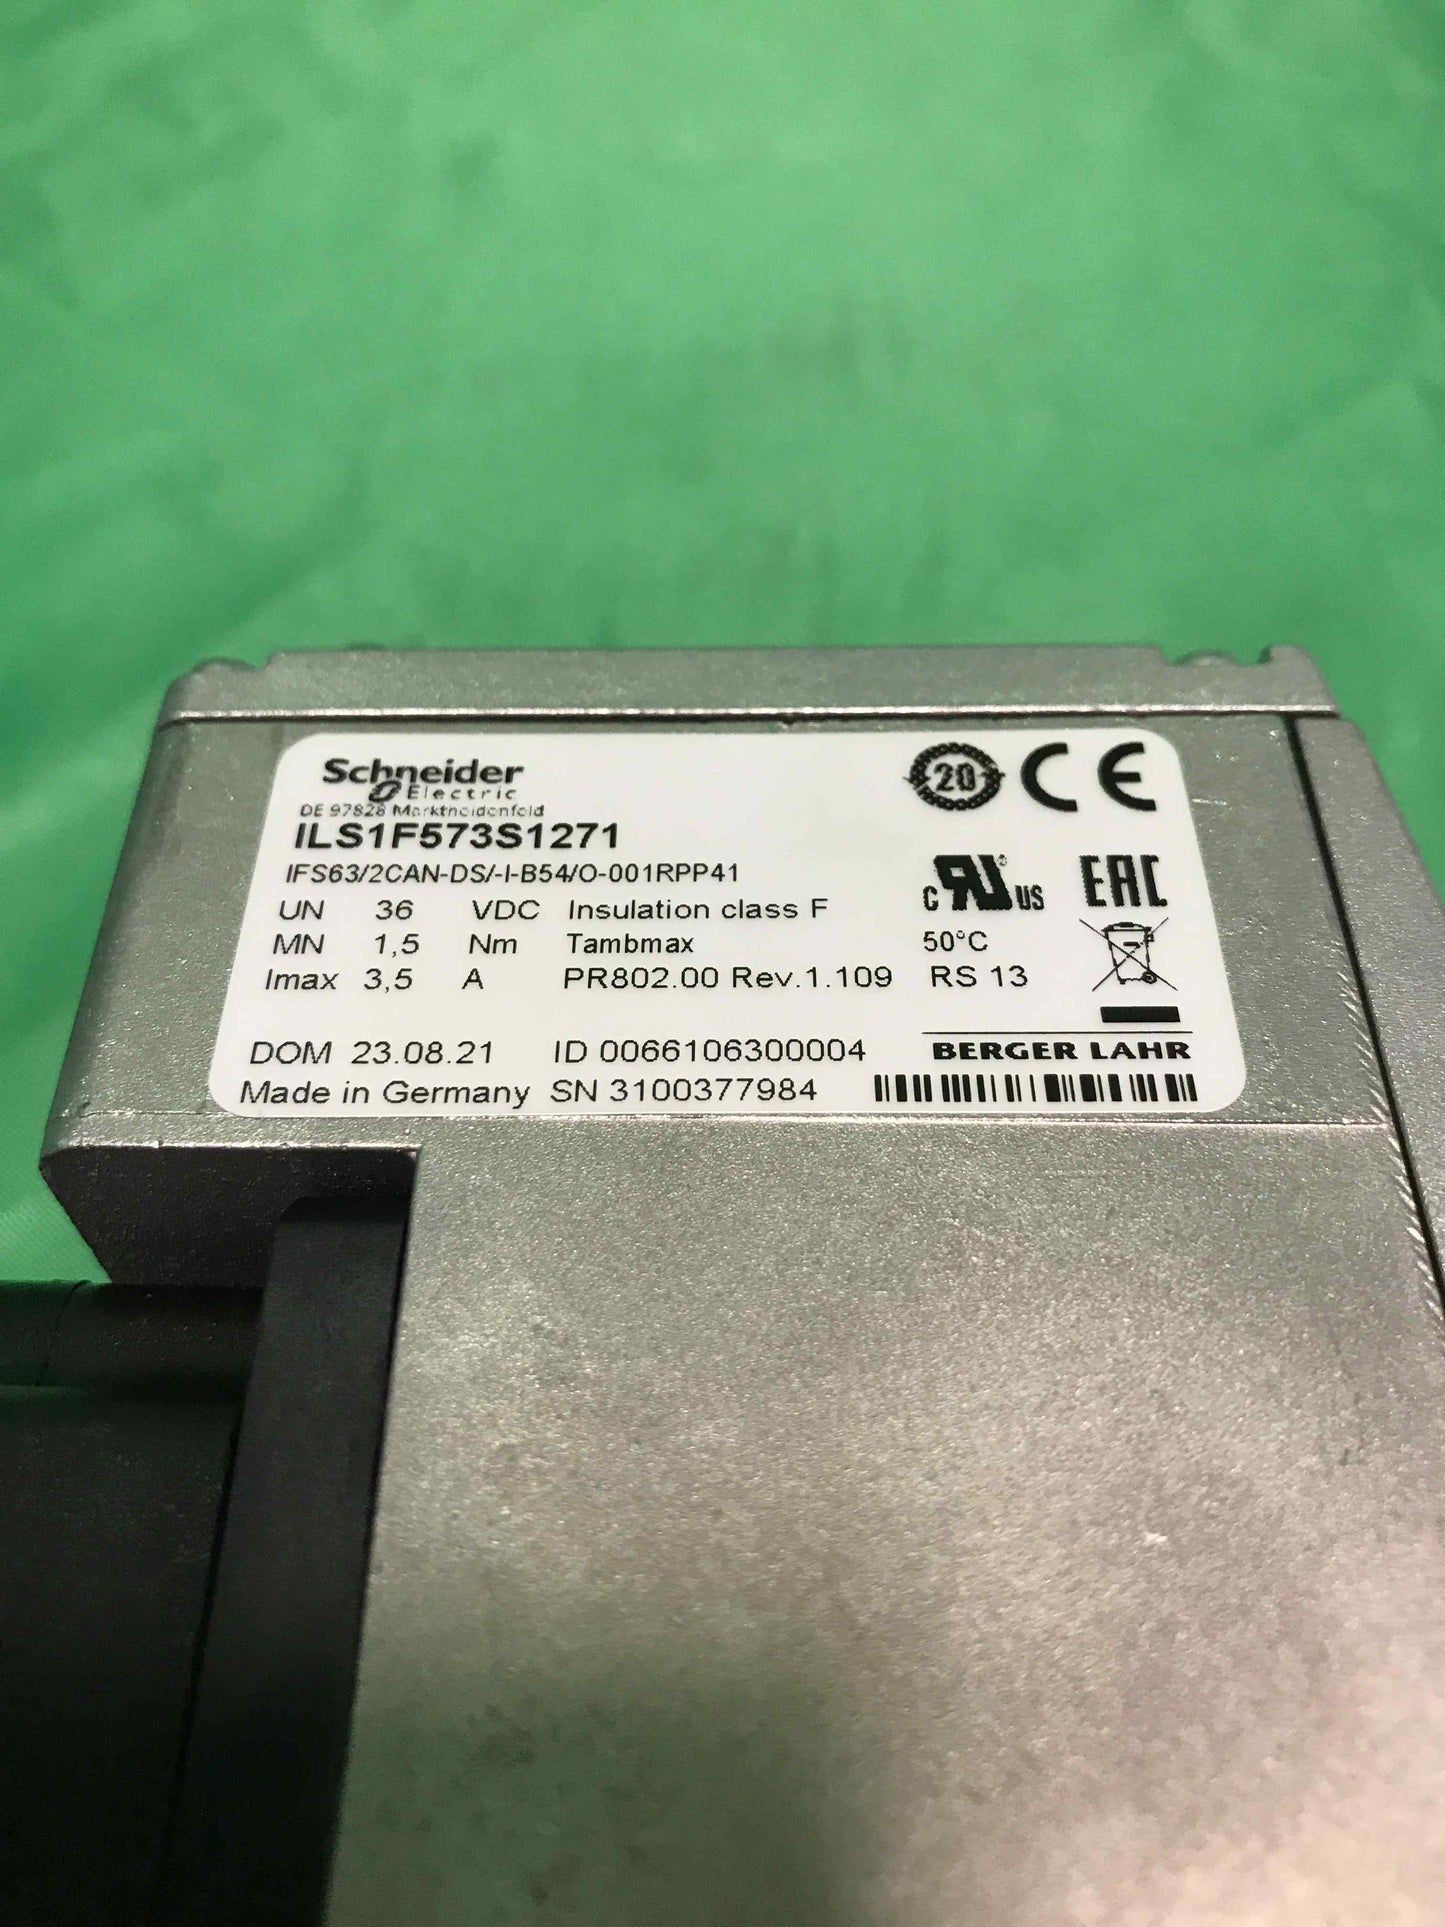 Schneider
Electric
DE 97828 Marktheidenfeld
20
CE
ILS1F573S1271
IFS63/2CAN-DS/-I-B54/O-001RPP41
c RU US
EAC
UN 36 VDC Insulation class F
MN 1,5 Nm Tambmax 50°C
Imax 3,5 A PR802.00 Rev.1.109 RS 13
DOM 23.08.21 ID 0066106300004 BERGER LAHR
Made in Germany SN 3100377984